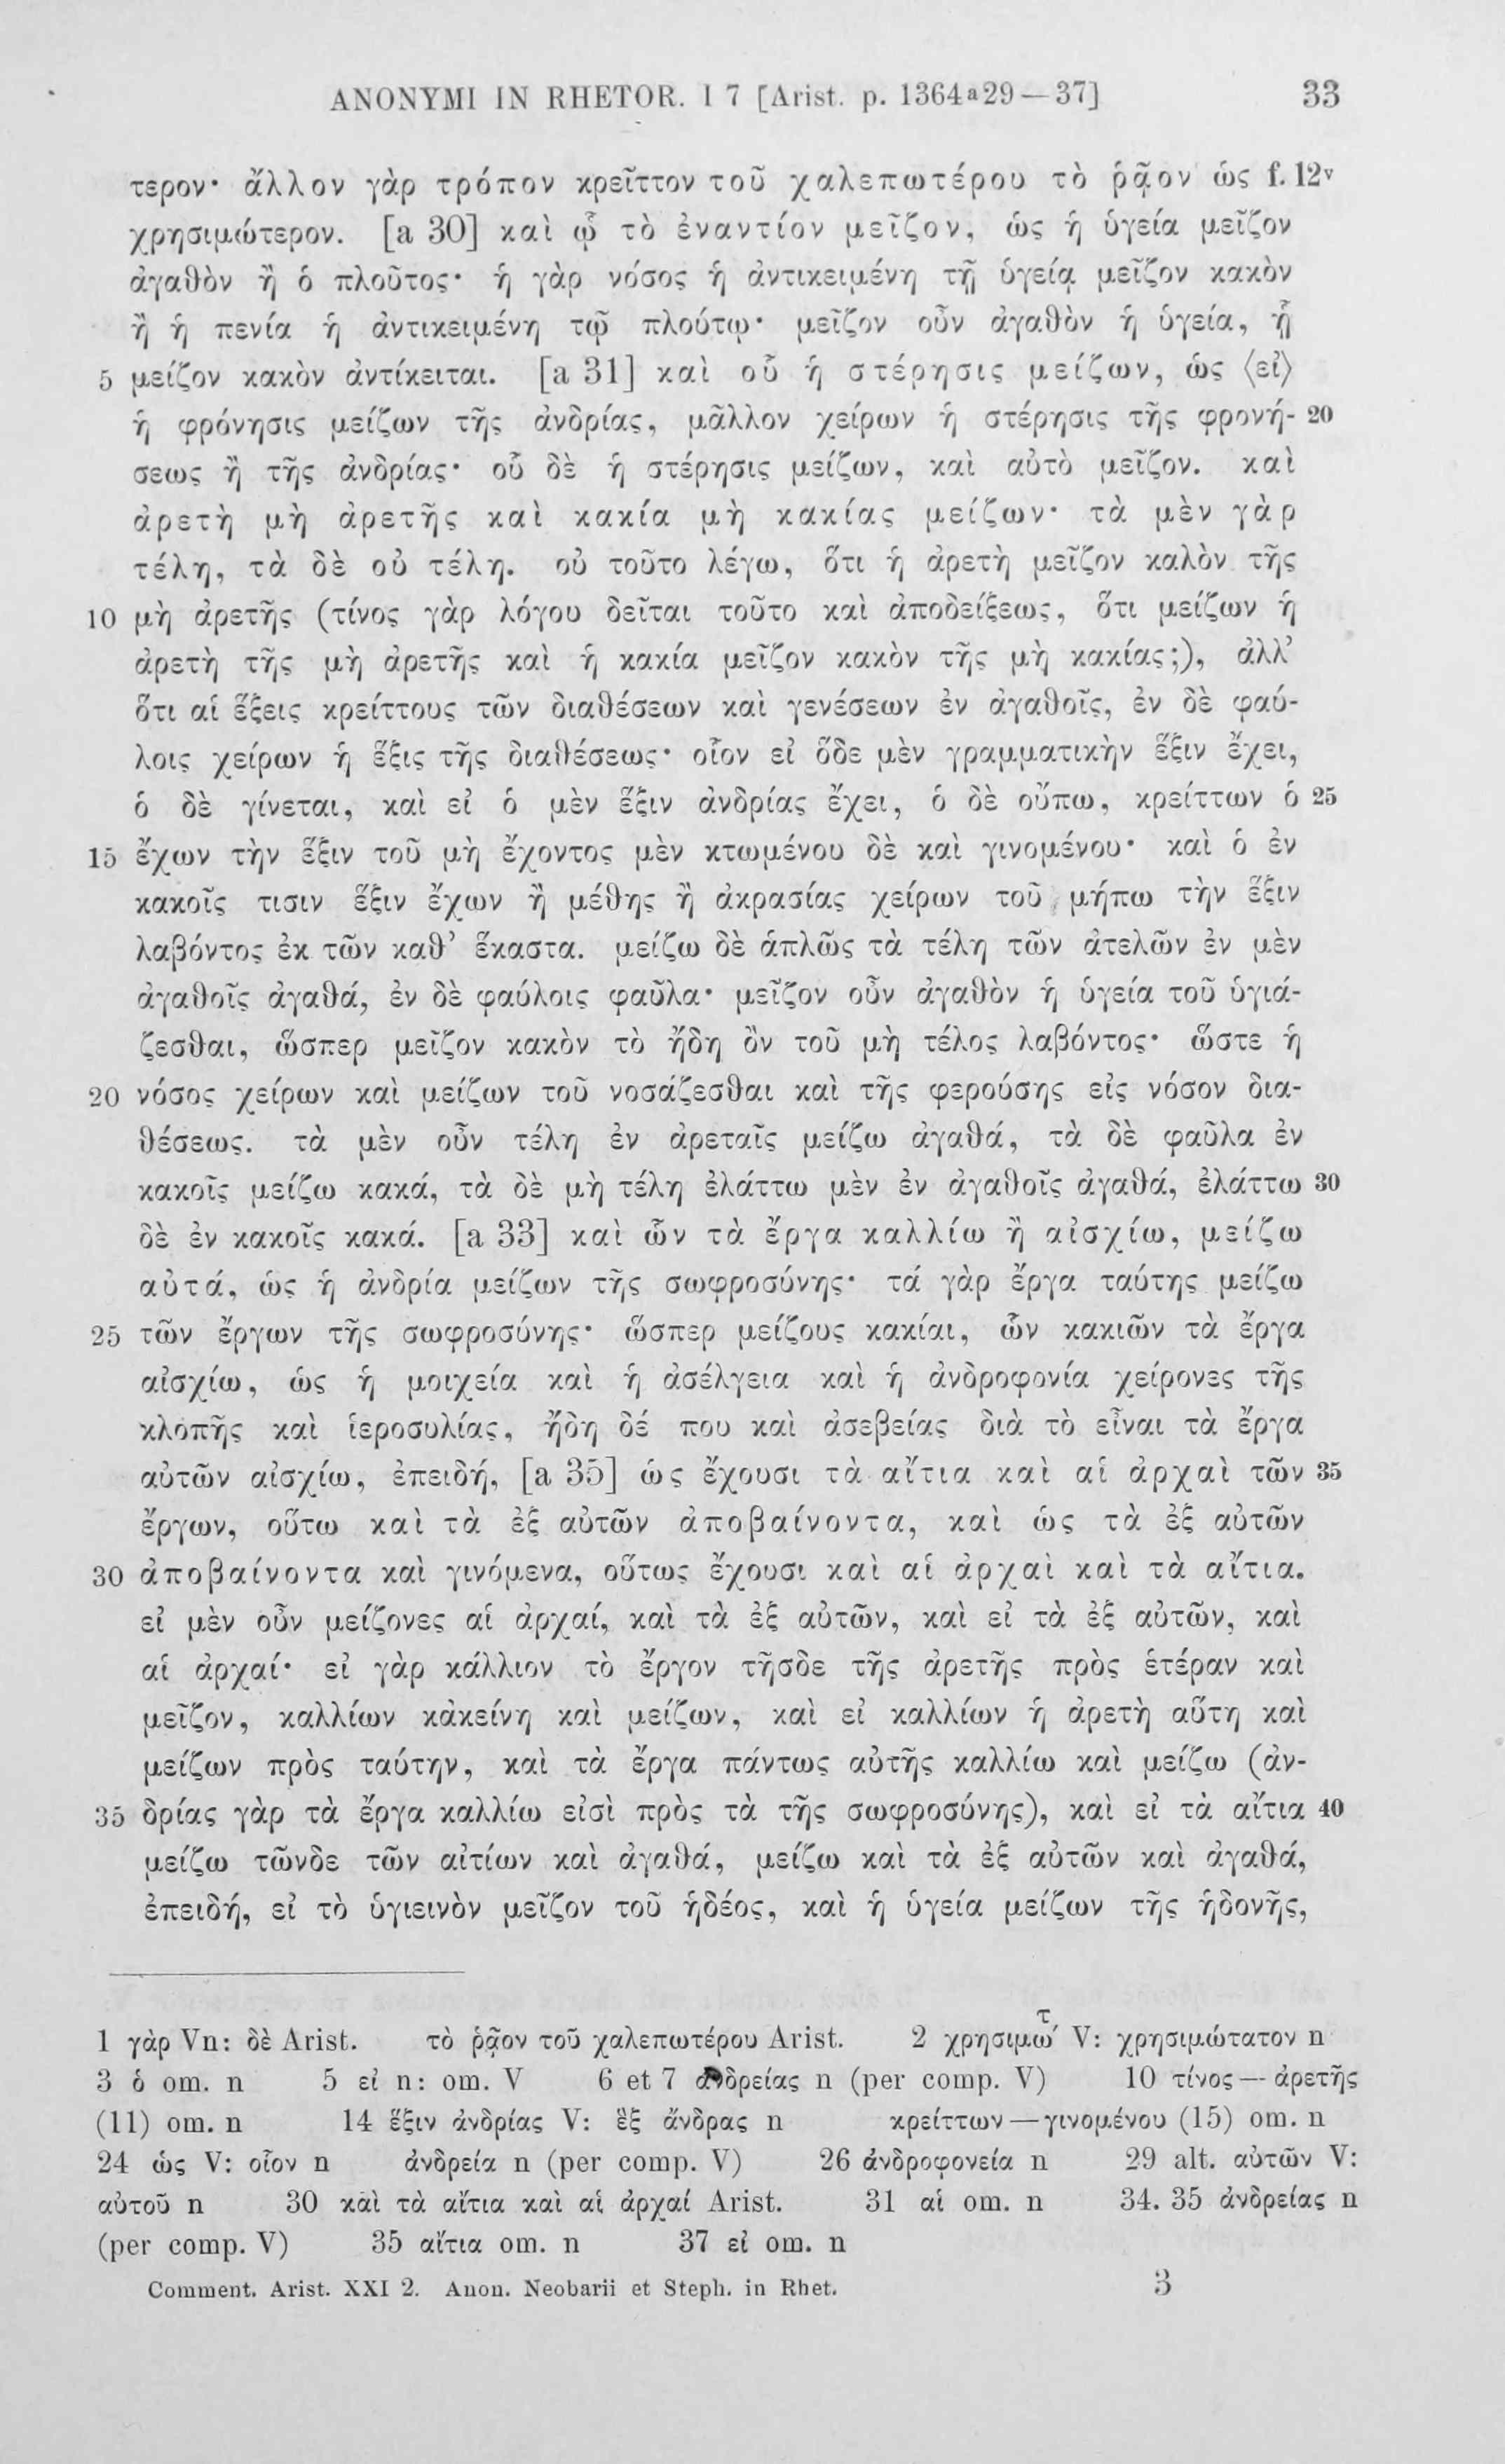 ANONYMI IN RHETOR. I 7 [Arist. p. 1364ª29—37] 33
τερον· ἄλλον γὰρ τρόπον κρεῖττον τοῦ χαλεπωτέρου τὸ ῥᾷον ὡς f. 12ᵛ
χρησιμώτερον. [a 30] καὶ ᾧ τὸ ἐναντίον μεῖζον, ὡς ἡ ὑγεία μεῖζον
ἀγαθὸν ἢ ὁ πλοῦτος· ἡ γὰρ νόσος ἡ ἀντικειμένη τῇ ὑγείᾳ μεῖζον κακὸν
ἢ ἡ πενία ἡ ἀντικειμένη τῷ πλούτῳ· μεῖζον οὖν ἀγαθὸν ἡ ὑγεία, ᾗ
5 μείζον κακὸν ἀντίκειται. [a 31] καὶ οὗ ἡ στέρησις μείζων, ὡς ⟨εἰ⟩
ἡ φρόνησις μείζων τῆς ἀνδρίας, μᾶλλον χείρων ἡ στέρησις τῆς φρονή- 20
σεως ἢ τῆς ἀνδρίας· οὗ δὲ ἡ στέρησις μείζων, καὶ αὐτὸ μεῖζον. καὶ
ἀρετὴ μὴ ἀρετῆς καὶ κακία μὴ κακίας μείζων· τὰ μὲν γὰρ
τέλη, τὰ δὲ οὐ τέλη. οὐ τοῦτο λέγω, ὅτι ἡ ἀρετὴ μεῖζον καλὸν τῆς
10 μὴ ἀρετῆς (τίνος γὰρ λόγου δεῖται τοῦτο καὶ ἀποδείξεως, ὅτι μείζων ἡ
ἀρετὴ τῆς μὴ ἀρετῆς καὶ ἡ κακία μεῖζον κακὸν τῆς μὴ κακίας;), ἀλλ’
ὅτι αἱ ἕξεις κρείττους τῶν διαθέσεων καὶ γενέσεων ἐν ἀγαθοῖς, ἐν δὲ φαύ-
λοις χείρων ἡ ἕξις τῆς διαθέσεως· οἷον εἰ ὅδε μὲν γραμματικὴν ἕξιν ἔχει,
ὁ δὲ γίνεται, καὶ εἰ ὁ μὲν ἕξιν ἀνδρίας ἔχει, ὁ δὲ οὔπω, κρείττων ὁ 25
15 ἔχων τὴν ἕξιν τοῦ μὴ ἔχοντος μὲν κτωμένου δὲ καὶ γινομένου· καὶ ὁ ἐν
κακοῖς τισιν ἕξιν ἔχων ἢ μέθης ἢ ἀκρασίας χείρων τοῦ μήπω τὴν ἕξιν
λαβόντος ἐκ τῶν καθ’ ἕκαστα. μείζω δὲ ἁπλῶς τὰ τέλη τῶν ἀτελῶν ἐν μὲν
ἀγαθοῖς ἀγαθά, ἐν δὲ φαύλοις φαῦλα· μεῖζον οὖν ἀγαθὸν ἡ ὑγεία τοῦ ὑγιά-
ζεσθαι, ὥσπερ μεῖζον κακὸν τὸ ἤδη ὂν τοῦ μὴ τέλος λαβόντος· ὥστε ἡ
20 νόσος χείρων καὶ μείζων τοῦ νοσάζεσθαι καὶ τῆς φερούσης εἰς νόσον δια-
θέσεως. τὰ μὲν οὖν τέλη ἐν ἀρεταῖς μείζω ἀγαθά, τὰ δὲ φαῦλα ἐν
κακοῖς μείζω κακά, τὰ δὲ μὴ τέλη ἐλάττω μὲν ἐν ἀγαθοῖς ἀγαθά, ἐλάττω 30
δὲ ἐν κακοῖς κακά. [a 33] καὶ ὧν τὰ ἔργα καλλίω ἢ αἰσχίω, μείζω
αὐτά, ὡς ἡ ἀνδρία μείζων τῆς σωφροσύνης· τά γὰρ ἔργα ταύτης μείζω
25 τῶν ἔργων τῆς σωφροσύνης· ὥσπερ μείζους κακίαι, ὧν κακιῶν τὰ ἔργα
αἰσχίω, ὡς ἡ μοιχεία καὶ ἡ ἀσέλγεια καὶ ἡ ἀνδροφονία χείρονες τῆς
κλοπῆς καὶ ἱεροσυλίας, ἤδη δέ που καὶ ἀσεβείας διὰ τὸ εἶναι τὰ ἔργα
αὐτῶν αἰσχίω, ἐπειδή, [a 35] ὡς ἔχουσι τὰ αἴτια καὶ αἱ ἀρχαὶ τῶν 35
ἔργων, οὕτω καὶ τὰ ἐξ αὐτῶν ἀποβαίνοντα, καὶ ὡς τὰ ἐξ αὐτῶν
30 ἀποβαίνοντα καὶ γινόμενα, οὕτως ἔχουσι καὶ αἱ ἀρχαὶ καὶ τὰ αἴτια.
εἰ μὲν οὖν μείζονες αἱ ἀρχαί, καὶ τὰ ἐξ αὐτῶν, καὶ εἰ τὰ ἐξ αὐτῶν, καὶ
αἱ ἀρχαί· εἰ γὰρ κάλλιον τὸ ἔργον τῆσδε τῆς ἀρετῆς πρὸς ἑτέραν καὶ
μεῖζον, καλλίων κἀκείνη καὶ μείζων, καὶ εἰ καλλίων ἡ ἀρετὴ αὕτη καὶ
μείζων πρὸς ταύτην, καὶ τὰ ἔργα πάντως αὐτῆς καλλίω καὶ μείζω (ἀν-
35 δρίας γὰρ τὰ ἔργα καλλίω εἰσὶ πρὸς τὰ τῆς σωφροσύνης), καὶ εἰ τὰ αἴτια 40
μείζω τῶνδε τῶν αἰτίων καὶ ἀγαθά, μείζω καὶ τὰ ἐξ αὐτῶν καὶ ἀγαθά,
ἐπειδή, εἰ τὸ ὑγιεινὸν μεῖζον τοῦ ἡδέος, καὶ ἡ ὑγεία μείζων τῆς ἡδονῆς,
1 γὰρ Vn: δὲ Arist. τὸ ῥᾷον τοῦ χαλεπωτέρου Arist. 2 χρησιμώτ V: χρησιμώτατον n
3 ὁ om. n 5 εἰ n: om. V 6 et 7 ἀνδρείας n (per comp. V) 10 τίνος — ἀρετῆς
(11) om. n 14 ἕξιν ἀνδρίας V: ἓξ ἄνδρας n κρείττων — γινομένου (15) om. n
24 ὡς V: οἷον n ἀνδρεία n (per comp. V) 26 ἀνδροφονεία n 29 alt. αὐτῶν V:
αὐτοῦ n 30 καὶ τὰ αἴτια καὶ αἱ ἀρχαί Arist. 31 αἱ om. n 34. 35 ἀνδρείας n
(per comp. V) 35 αἴτια om. n 37 εἰ om. n
Comment. Arist. XXI 2. Anon. Neobarii et Steph. in Rhet. 3